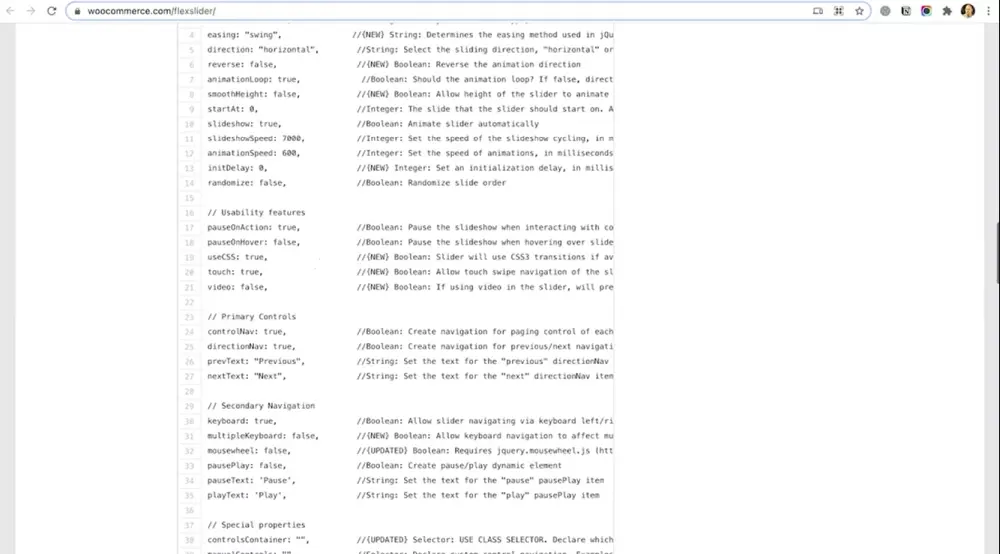 woocommerce.com/flexslider/
4 easing: "swing", //{NEW} String: Determines the easing method used in jQu
5 direction: "horizontal", //String: Select the sliding direction, "horizontal" or
6 reverse: false, //{NEW} Boolean: Reverse the animation direction
7 animationLoop: true, //Boolean: Should the animation loop? If false, direct
8 smoothHeight: false, //{NEW} Boolean: Allow height of the slider to animate
9 startAt: 0, //Integer: The slide that the slider should start on. A
10 slideshow: true, //Boolean: Animate slider automatically
11 slideshowSpeed: 7000, //Integer: Set the speed of the slideshow cycling, in m
12 animationSpeed: 600, //Integer: Set the speed of animations, in milliseconds
13 initDelay: 0, //{NEW} Integer: Set an initialization delay, in millis
14 randomize: false, //Boolean: Randomize slide order
15
16 // Usability features
17 pauseOnAction: true, //Boolean: Pause the slideshow when interacting with co
18 pauseOnHover: false, //Boolean: Pause the slideshow when hovering over slide
19 useCSS: true, //{NEW} Boolean: Slider will use CSS3 transitions if av
20 touch: true, //{NEW} Boolean: Allow touch swipe navigation of the sl
21 video: false, //{NEW} Boolean: If using video in the slider, will pre
22
23 // Primary Controls
24 controlNav: true, //Boolean: Create navigation for paging control of each
25 directionNav: true, //Boolean: Create navigation for previous/next navigati
26 prevText: "Previous", //String: Set the text for the "previous" directionNav
27 nextText: "Next", //String: Set the text for the "next" directionNav item
28
29 // Secondary Navigation
30 keyboard: true, //Boolean: Allow slider navigating via keyboard left/ri
31 multipleKeyboard: false, //{NEW} Boolean: Allow keyboard navigation to affect mu
32 mousewheel: false, //{UPDATED} Boolean: Requires jquery.mousewheel.js (htt
33 pausePlay: false, //Boolean: Create pause/play dynamic element
34 pauseText: 'Pause', //String: Set the text for the "pause" pausePlay item
35 playText: 'Play', //String: Set the text for the "play" pausePlay item
36
37 // Special properties
38 controlsContainer: "", //{UPDATED} Selector: USE CLASS SELECTOR. Declare which